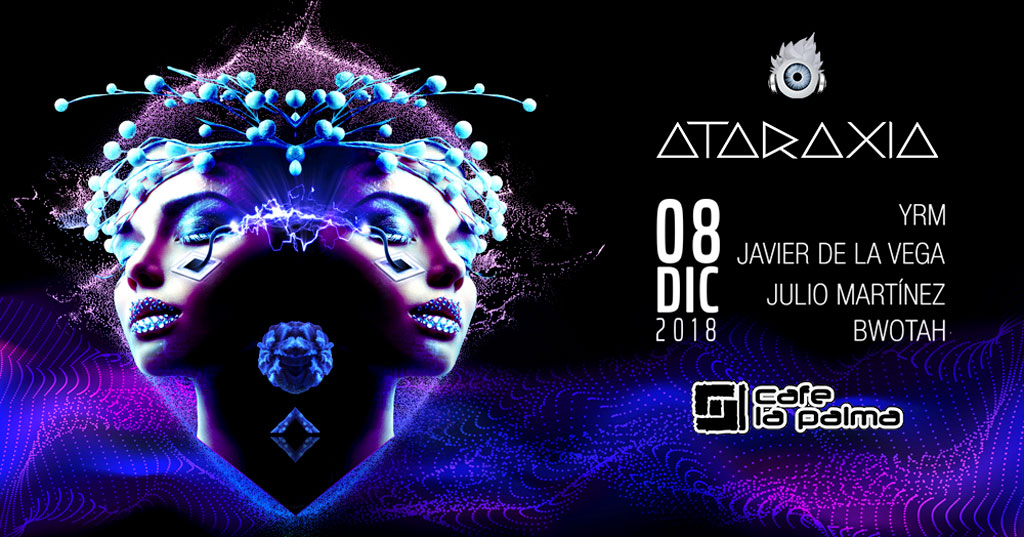 ATARAXIA
08
DIC
2018
YRM
JAVIER DE LA VEGA
JULIO MARTÍNEZ
BWOTAH
cafe
la palma